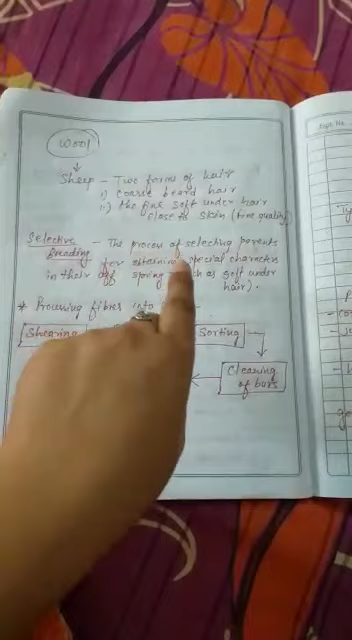 Wool
Sheep - Two forms of hair
i) coarse beard hair
ii) the fine soft under hair
close to skin (fine quality)
Selective - The process of selecting parents
Breeding for obtaining special characters
in their off spring such as soft under
hair).
* Processing fibres into
Shearing Sorting
Cleaning
of burs
Page No.